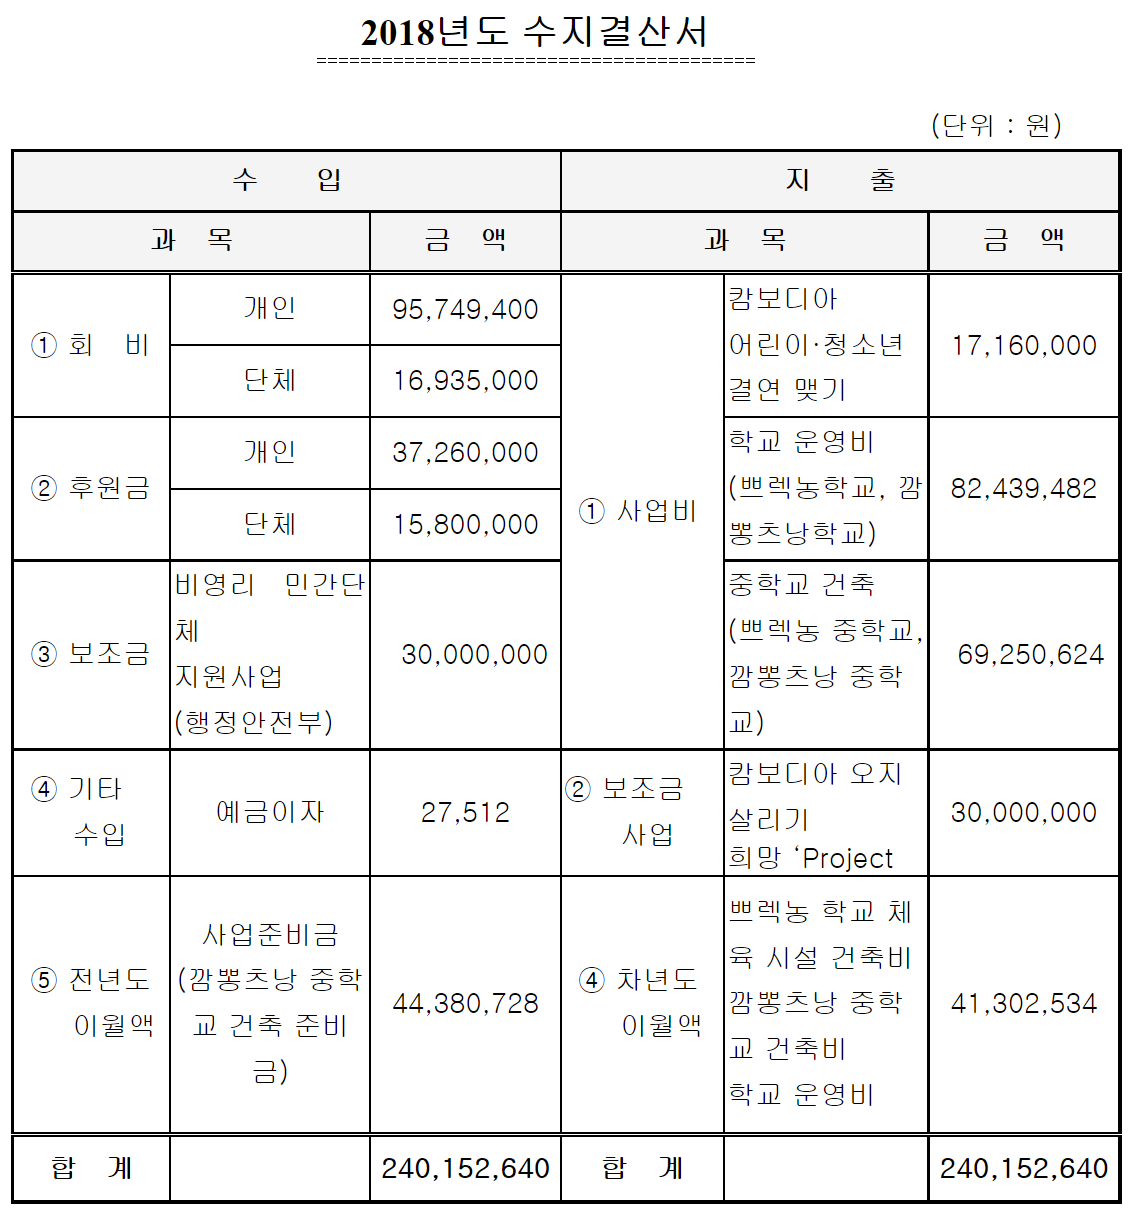 2018년도 수지결산서
========================================
(단위 : 원)
수 입
지 출
과 목
금 액
과 목
금 액
① 회 비
개인
95,749,400
단체
16,935,000
② 후원금
개인
37,260,000
단체
15,800,000
③ 보조금
비영리 민간단
체
지원사업
(행정안전부)
30,000,000
④ 기타
수입
예금이자
27,512
⑤ 전년도
이월액
사업준비금
(깜뽕츠낭 중학
교 건축 준비
금)
44,380,728
합 계
240,152,640
① 사업비
캄보디아
어린이·청소년
결연 맺기
17,160,000
학교 운영비
(쁘렉농학교, 깜
뽕츠낭학교)
82,439,482
중학교 건축
(쁘렉농 중학교,
깜뽕츠낭 중학
교)
69,250,624
② 보조금
사업
캄보디아 오지
살리기
희망 ‘Project
30,000,000
④ 차년도
이월액
쁘렉농 학교 체
육 시설 건축비
깜뽕츠낭 중학
교 건축비
학교 운영비
41,302,534
합 계
240,152,640